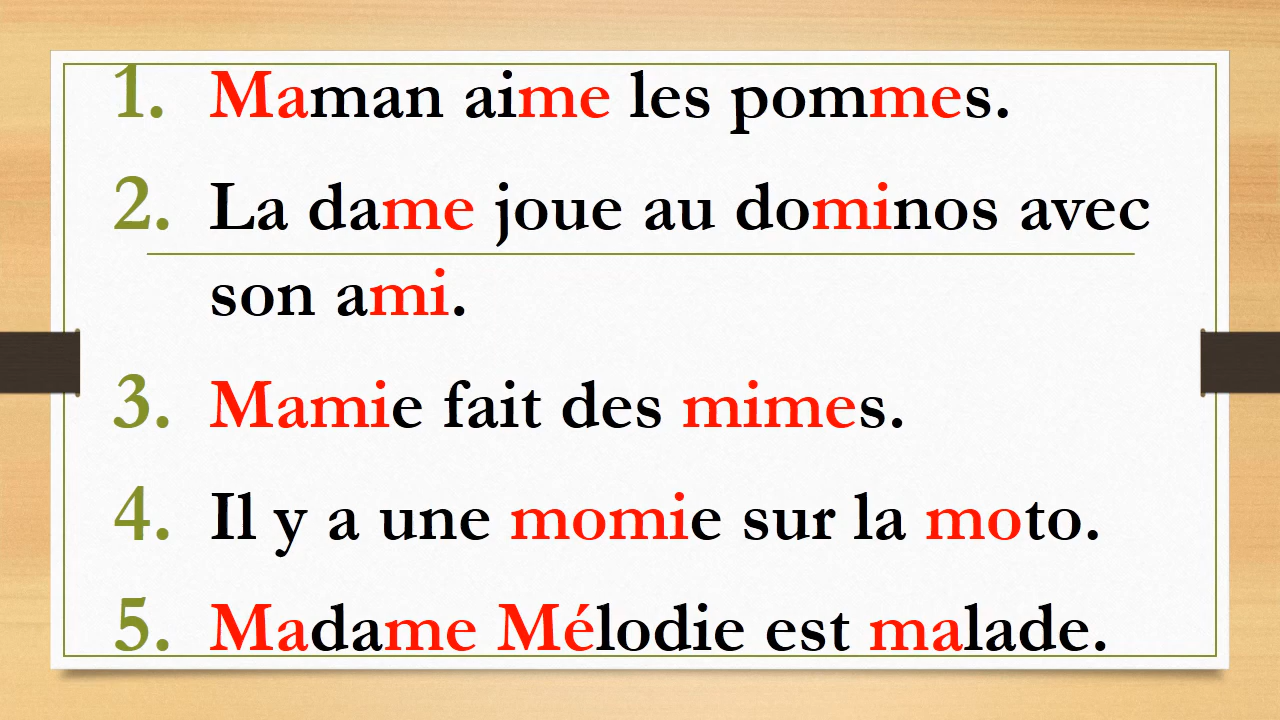 1. Maman aime les pommes.
2. La dame joue au dominos avec
son ami.
3. Mamie fait des mimes.
4. Il y a une momie sur la moto.
5. Madame Mélodie est malade.